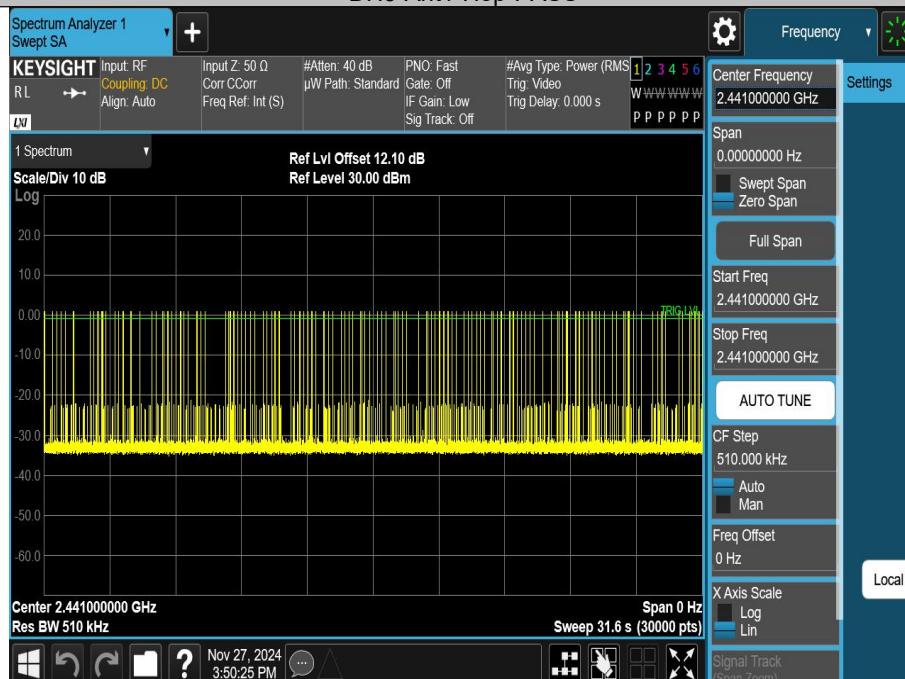 Spectrum Analyzer 1
Swept SA
+
Frequency
KEYSIGHT
RL
LXI
Input: RF
Coupling: DC
Align: Auto
Input Z: 50 Ω
Corr CCorr
Freq Ref: Int (S)
#Atten: 40 dB
µW Path: Standard
PNO: Fast
Gate: Off
IF Gain: Low
Sig Track: Off
#Avg Type: Power (RMS
Trig: Video
Trig Delay: 0.000 s
1 2 3 4 5 6
W W W W W W
P P P P P P
1 Spectrum
Scale/Div 10 dB
Ref Lvl Offset 12.10 dB
Ref Level 30.00 dBm
Log
20.0
10.0
0.00
TRIG LVL
-10.0
-20.0
-30.0
-40.0
-50.0
-60.0
Center 2.441000000 GHz
Res BW 510 kHz
Span 0 Hz
Sweep 31.6 s (30000 pts)
Center Frequency
2.441000000 GHz
Settings
Span
0.00000000 Hz
Swept Span
Zero Span
Full Span
Start Freq
2.441000000 GHz
Stop Freq
2.441000000 GHz
AUTO TUNE
CF Step
510.000 kHz
Auto
Man
Freq Offset
0 Hz
Local
X Axis Scale
Log
Lin
Signal Track
(Span Zoom)
?
Nov 27, 2024
3:50:25 PM